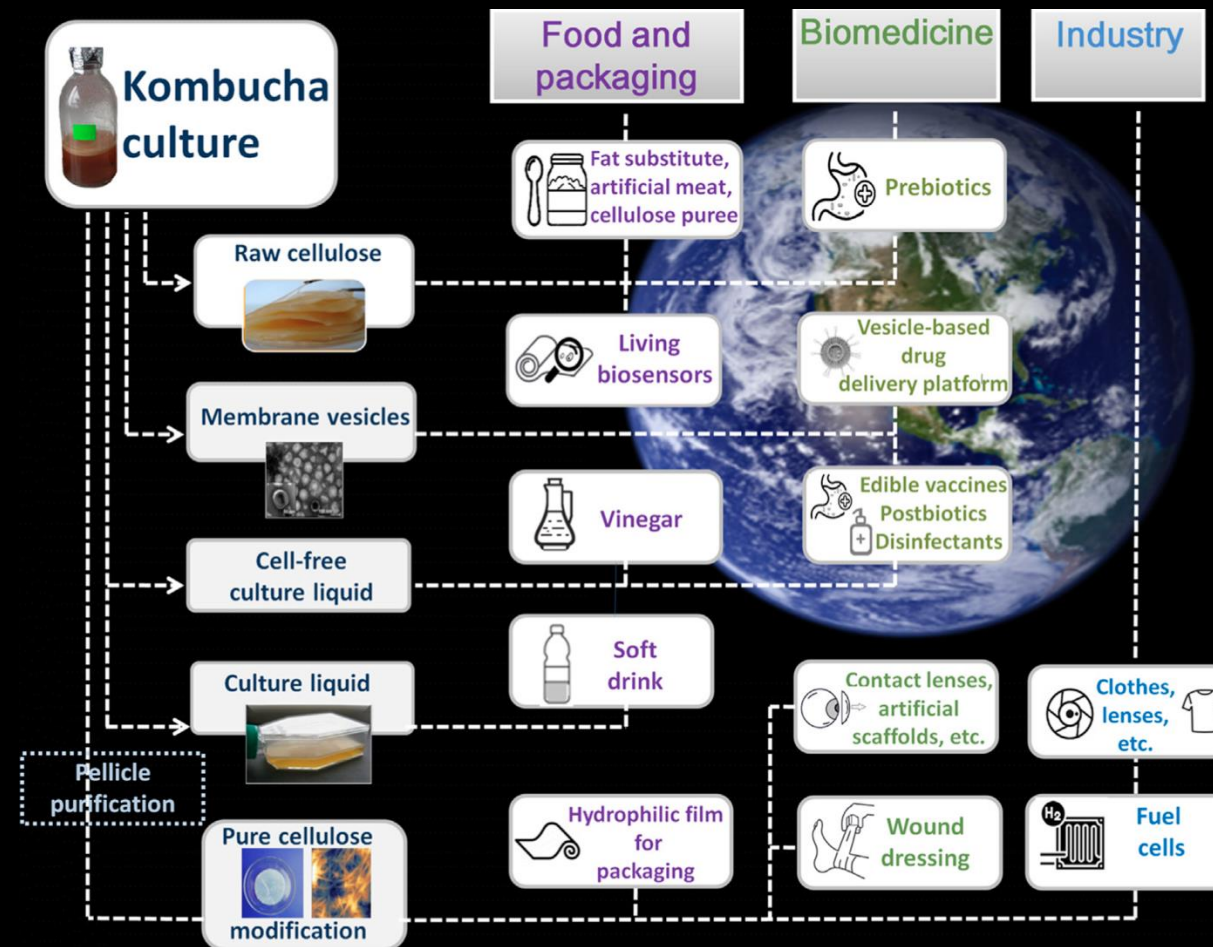 Kombucha
culture
Food and
packaging
Biomedicine
Industry
Fat substitute,
artificial meat,
cellulose puree
Prebiotics
Raw cellulose
Living
biosensors
Vesicle-based
drug
delivery platform
Membrane vesicles
Vinegar
Edible vaccines
Postbiotics
Disinfectants
Cell-free
culture liquid
Soft
drink
Culture liquid
Contact lenses,
artificial
scaffolds, etc.
Clothes,
lenses,
etc.
Pellicle
purification
Pure cellulose
modification
Hydrophilic film
for
packaging
Wound
dressing
H2
Fuel
cells